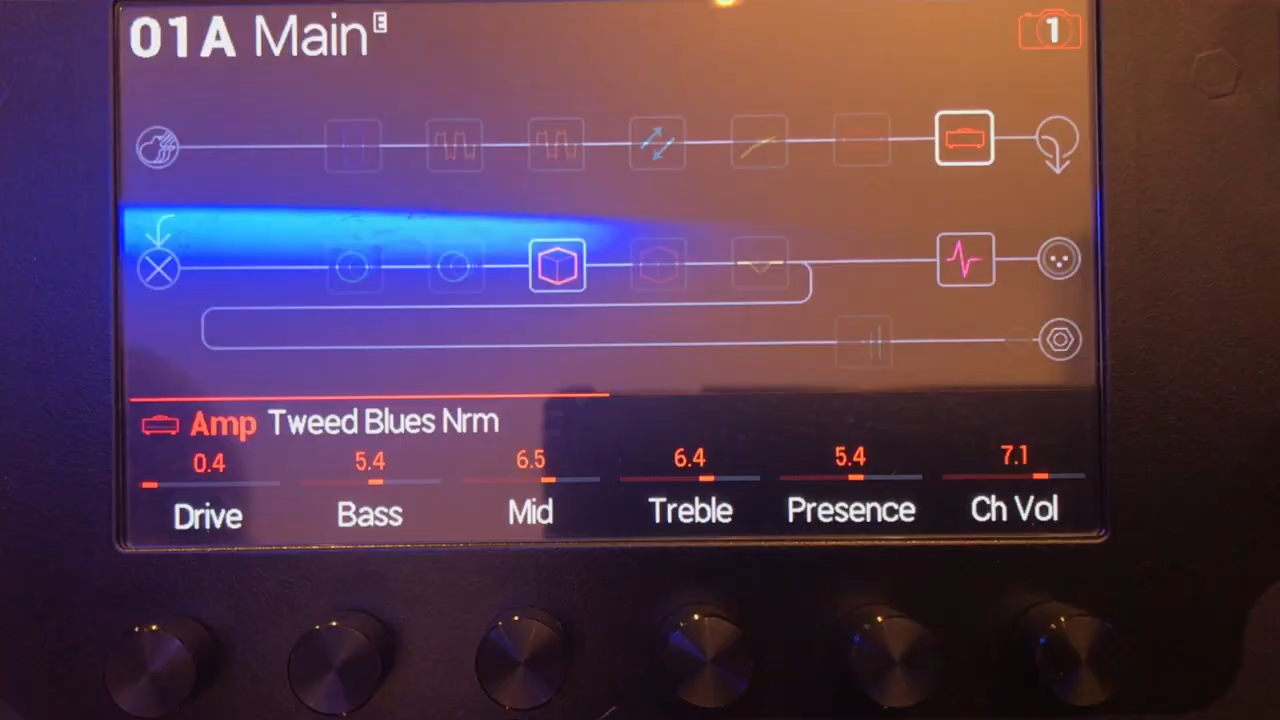 01A Main E 1
Amp Tweed Blues Nrm
0.4 5.4 6.5 6.4 5.4 7.1
Drive Bass Mid Treble Presence Ch Vol